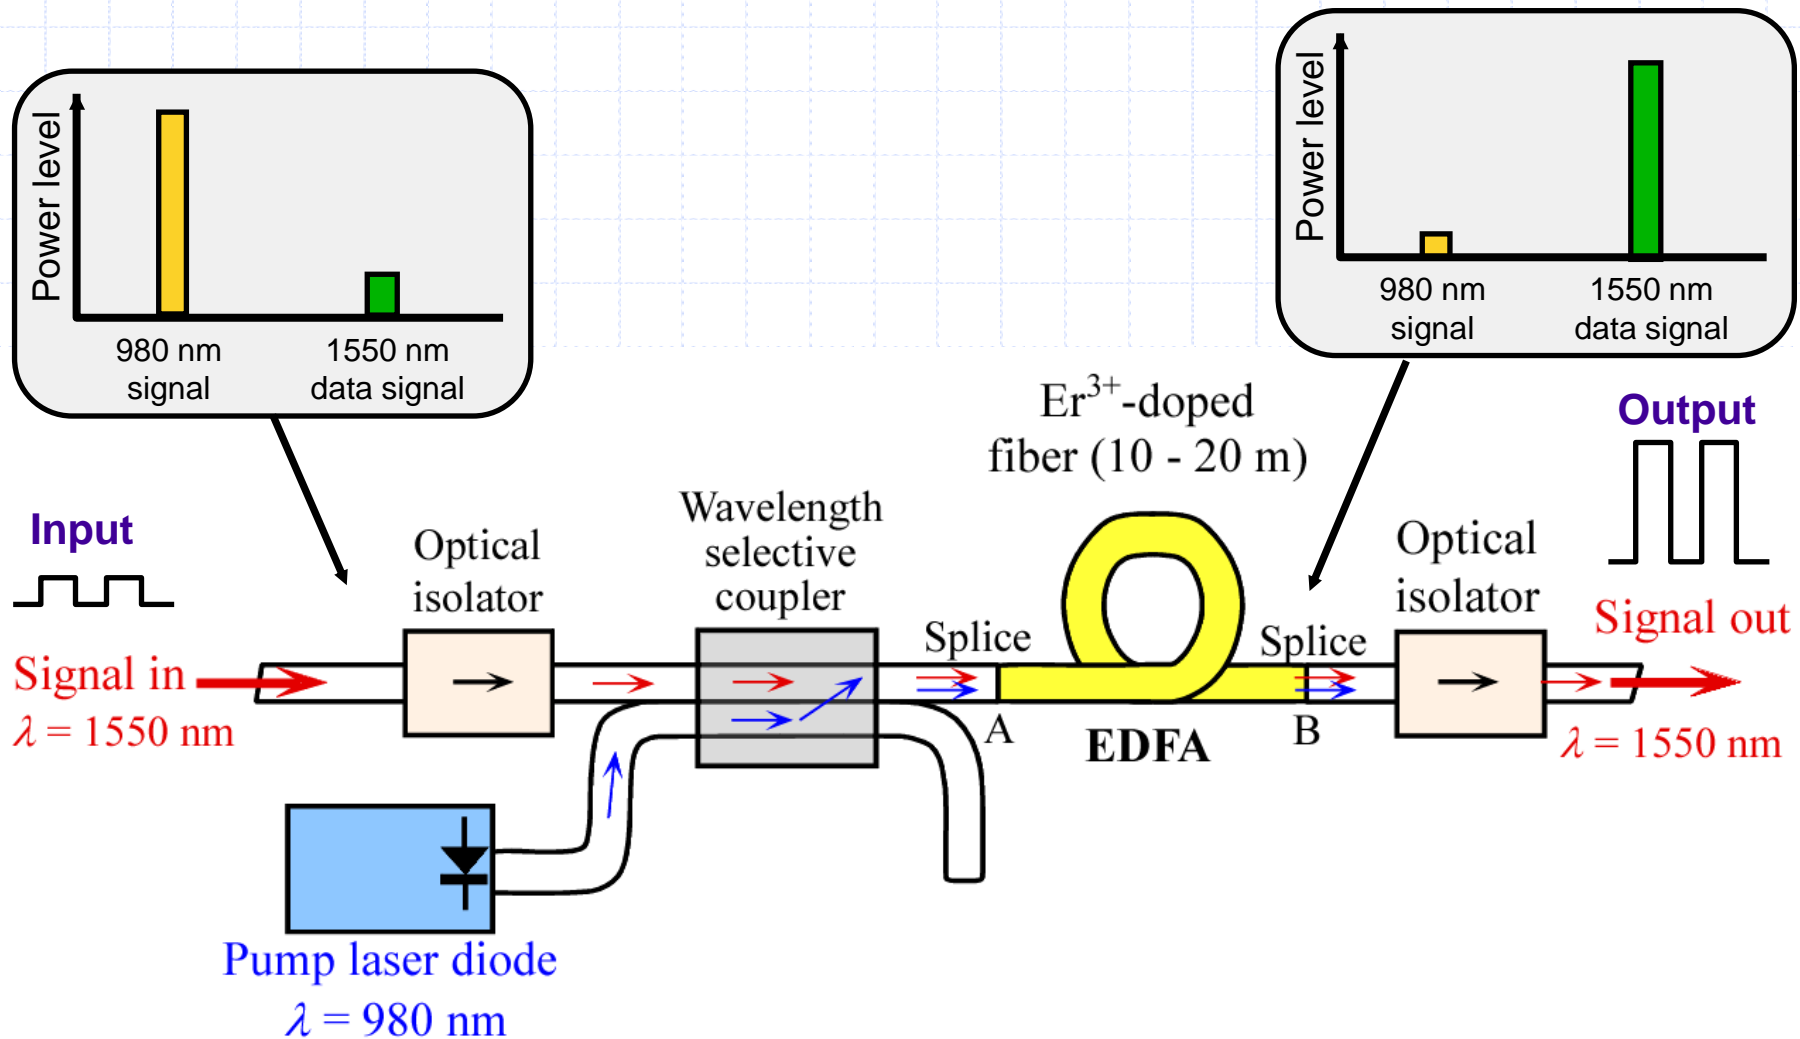 Power level
980 nm
signal
1550 nm
data signal
Power level
980 nm
signal
1550 nm
data signal
Er³⁺-doped
fiber (10 - 20 m)
Output
Input
Wavelength
selective
coupler
Optical
isolator
Optical
isolator
Splice
Splice
Signal in
λ = 1550 nm
Signal out
λ = 1550 nm
A
EDFA
B
Pump laser diode
λ = 980 nm